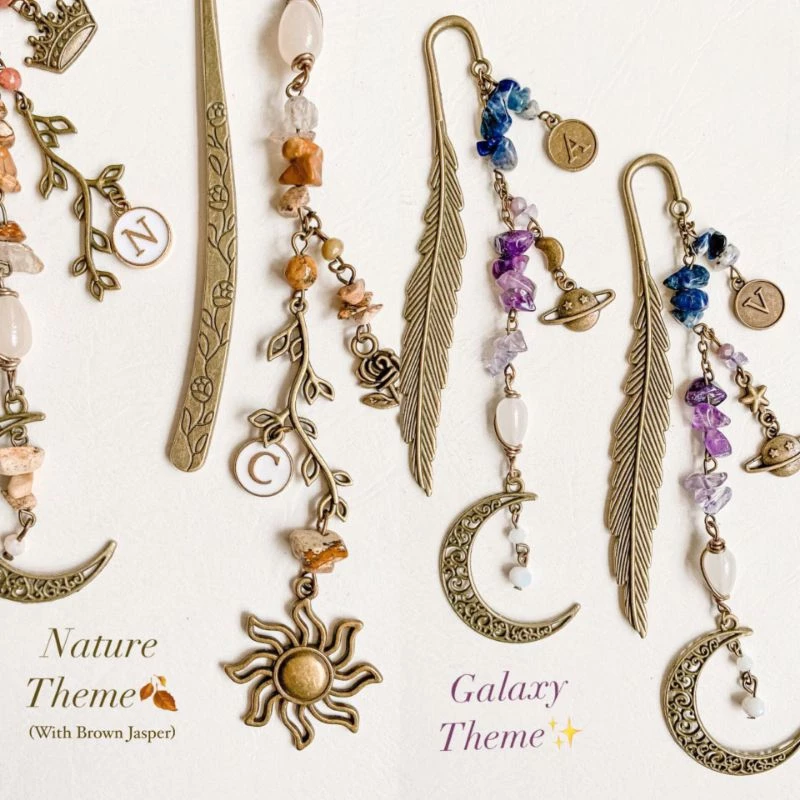 N
C
Nature
Theme
(With Brown Jasper)
A
V
Galaxy
Theme